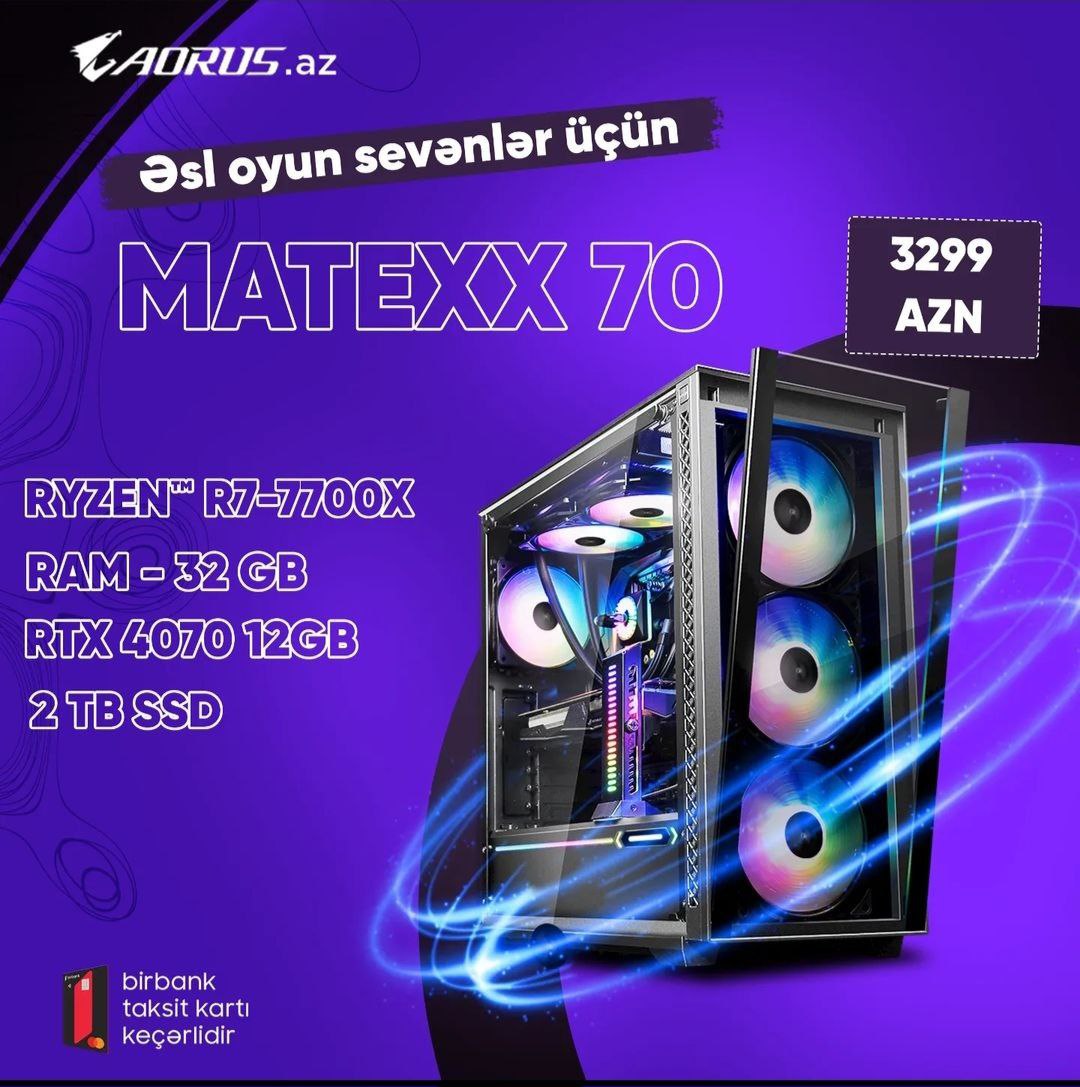 AORUS.az
Əsl oyun sevənlər üçün
MATEXX 70
3299
AZN
RYZEN™ R7-7700X
RAM - 32 GB
RTX 4070 12GB
2 TB SSD
birbank
taksit kartı
keçərlidir